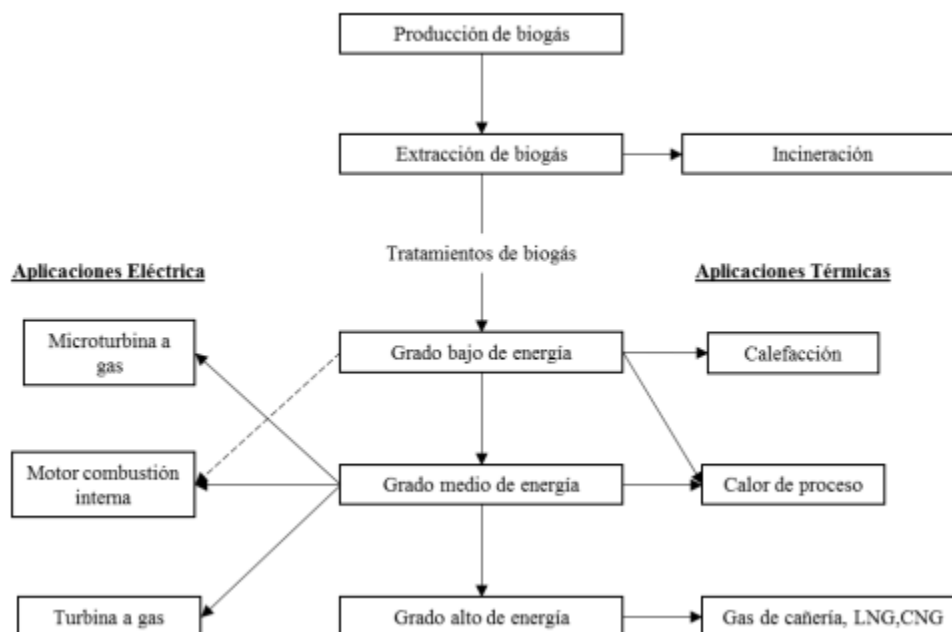 Producción de biogás
Extracción de biogás
Incineración
Tratamientos de biogás
Aplicaciones Eléctrica
Aplicaciones Térmicas
Microturbina a
gas
Grado bajo de energía
Calefacción
Motor combustión
interna
Grado medio de energía
Calor de proceso
Turbina a gas
Grado alto de energía
Gas de cañería, LNG,CNG